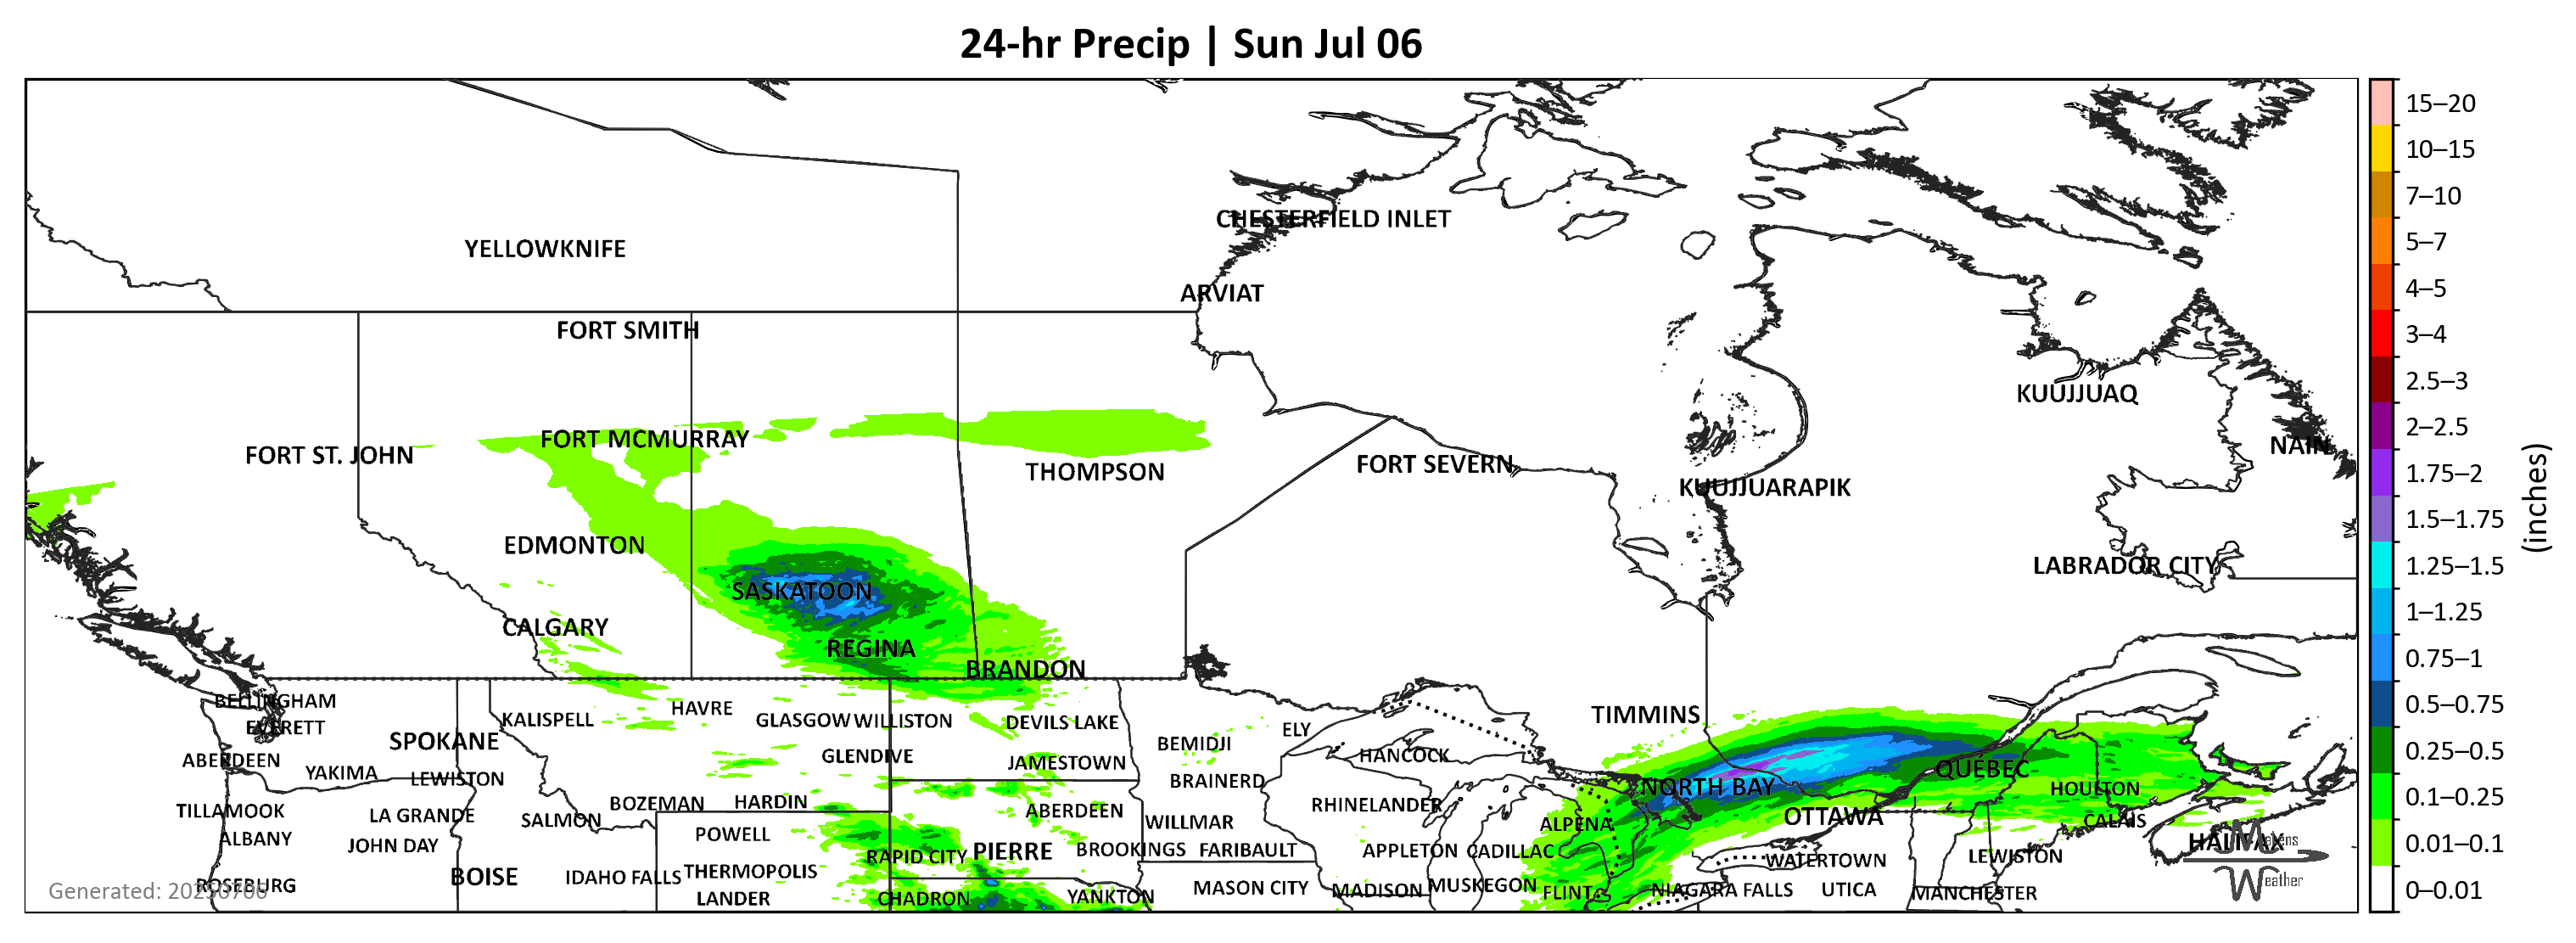 24-hr Precip | Sun Jul 06
CHESTERFIELD INLET
YELLOWKNIFE
ARVIAT
FORT SMITH
KUUJJUAQ
FORT MCMURRAY
NAIN
FORT ST. JOHN
FORT SEVERN
THOMPSON
KUUJJUARAPIK
EDMONTON
LABRADOR CITY
SASKATOON
CALGARY
REGINA
BRANDON
BELLINGHAM
HAVRE
TIMMINS
KALISPELL
GLASGOW
WILLISTON
DEVILS LAKE
EVERETT
ELY
SPOKANE
BEMIDJI
HANCOCK
GLENDIVE
ABERDEEN
JAMESTOWN
QUÉBEC
YAKIMA
LEWISTON
BRAINERD
NORTH BAY
HOULTON
BOZEMAN
HARDIN
RHINELANDER
TILLAMOOK
LA GRANDE
SALMON
ABERDEEN
WILLMAR
ALPENA
OTTAWA
CALAIS
ALBANY
JOHN DAY
POWELL
HALIFAX
Matens
RAPID CITY
PIERRE
BROOKINGS
FARIBAULT
APPLETON
CADILLAC
WATERTOWN
LEWISTON
BOISE
IDAHO FALLS
THERMOPOLIS
Weather
ROSEBURG
Generated: 20250706
MASON CITY
MADISON
MUSKEGON
FLINT
NIAGARA FALLS
UTICA
MANCHESTER
LANDER
CHADRON
YANKTON
15–20
10–15
7–10
5–7
4–5
3–4
2.5–3
2–2.5
1.75–2
1.5–1.75
1.25–1.5
1–1.25
0.75–1
0.5–0.75
0.25–0.5
0.1–0.25
0.01–0.1
0–0.01
(inches)